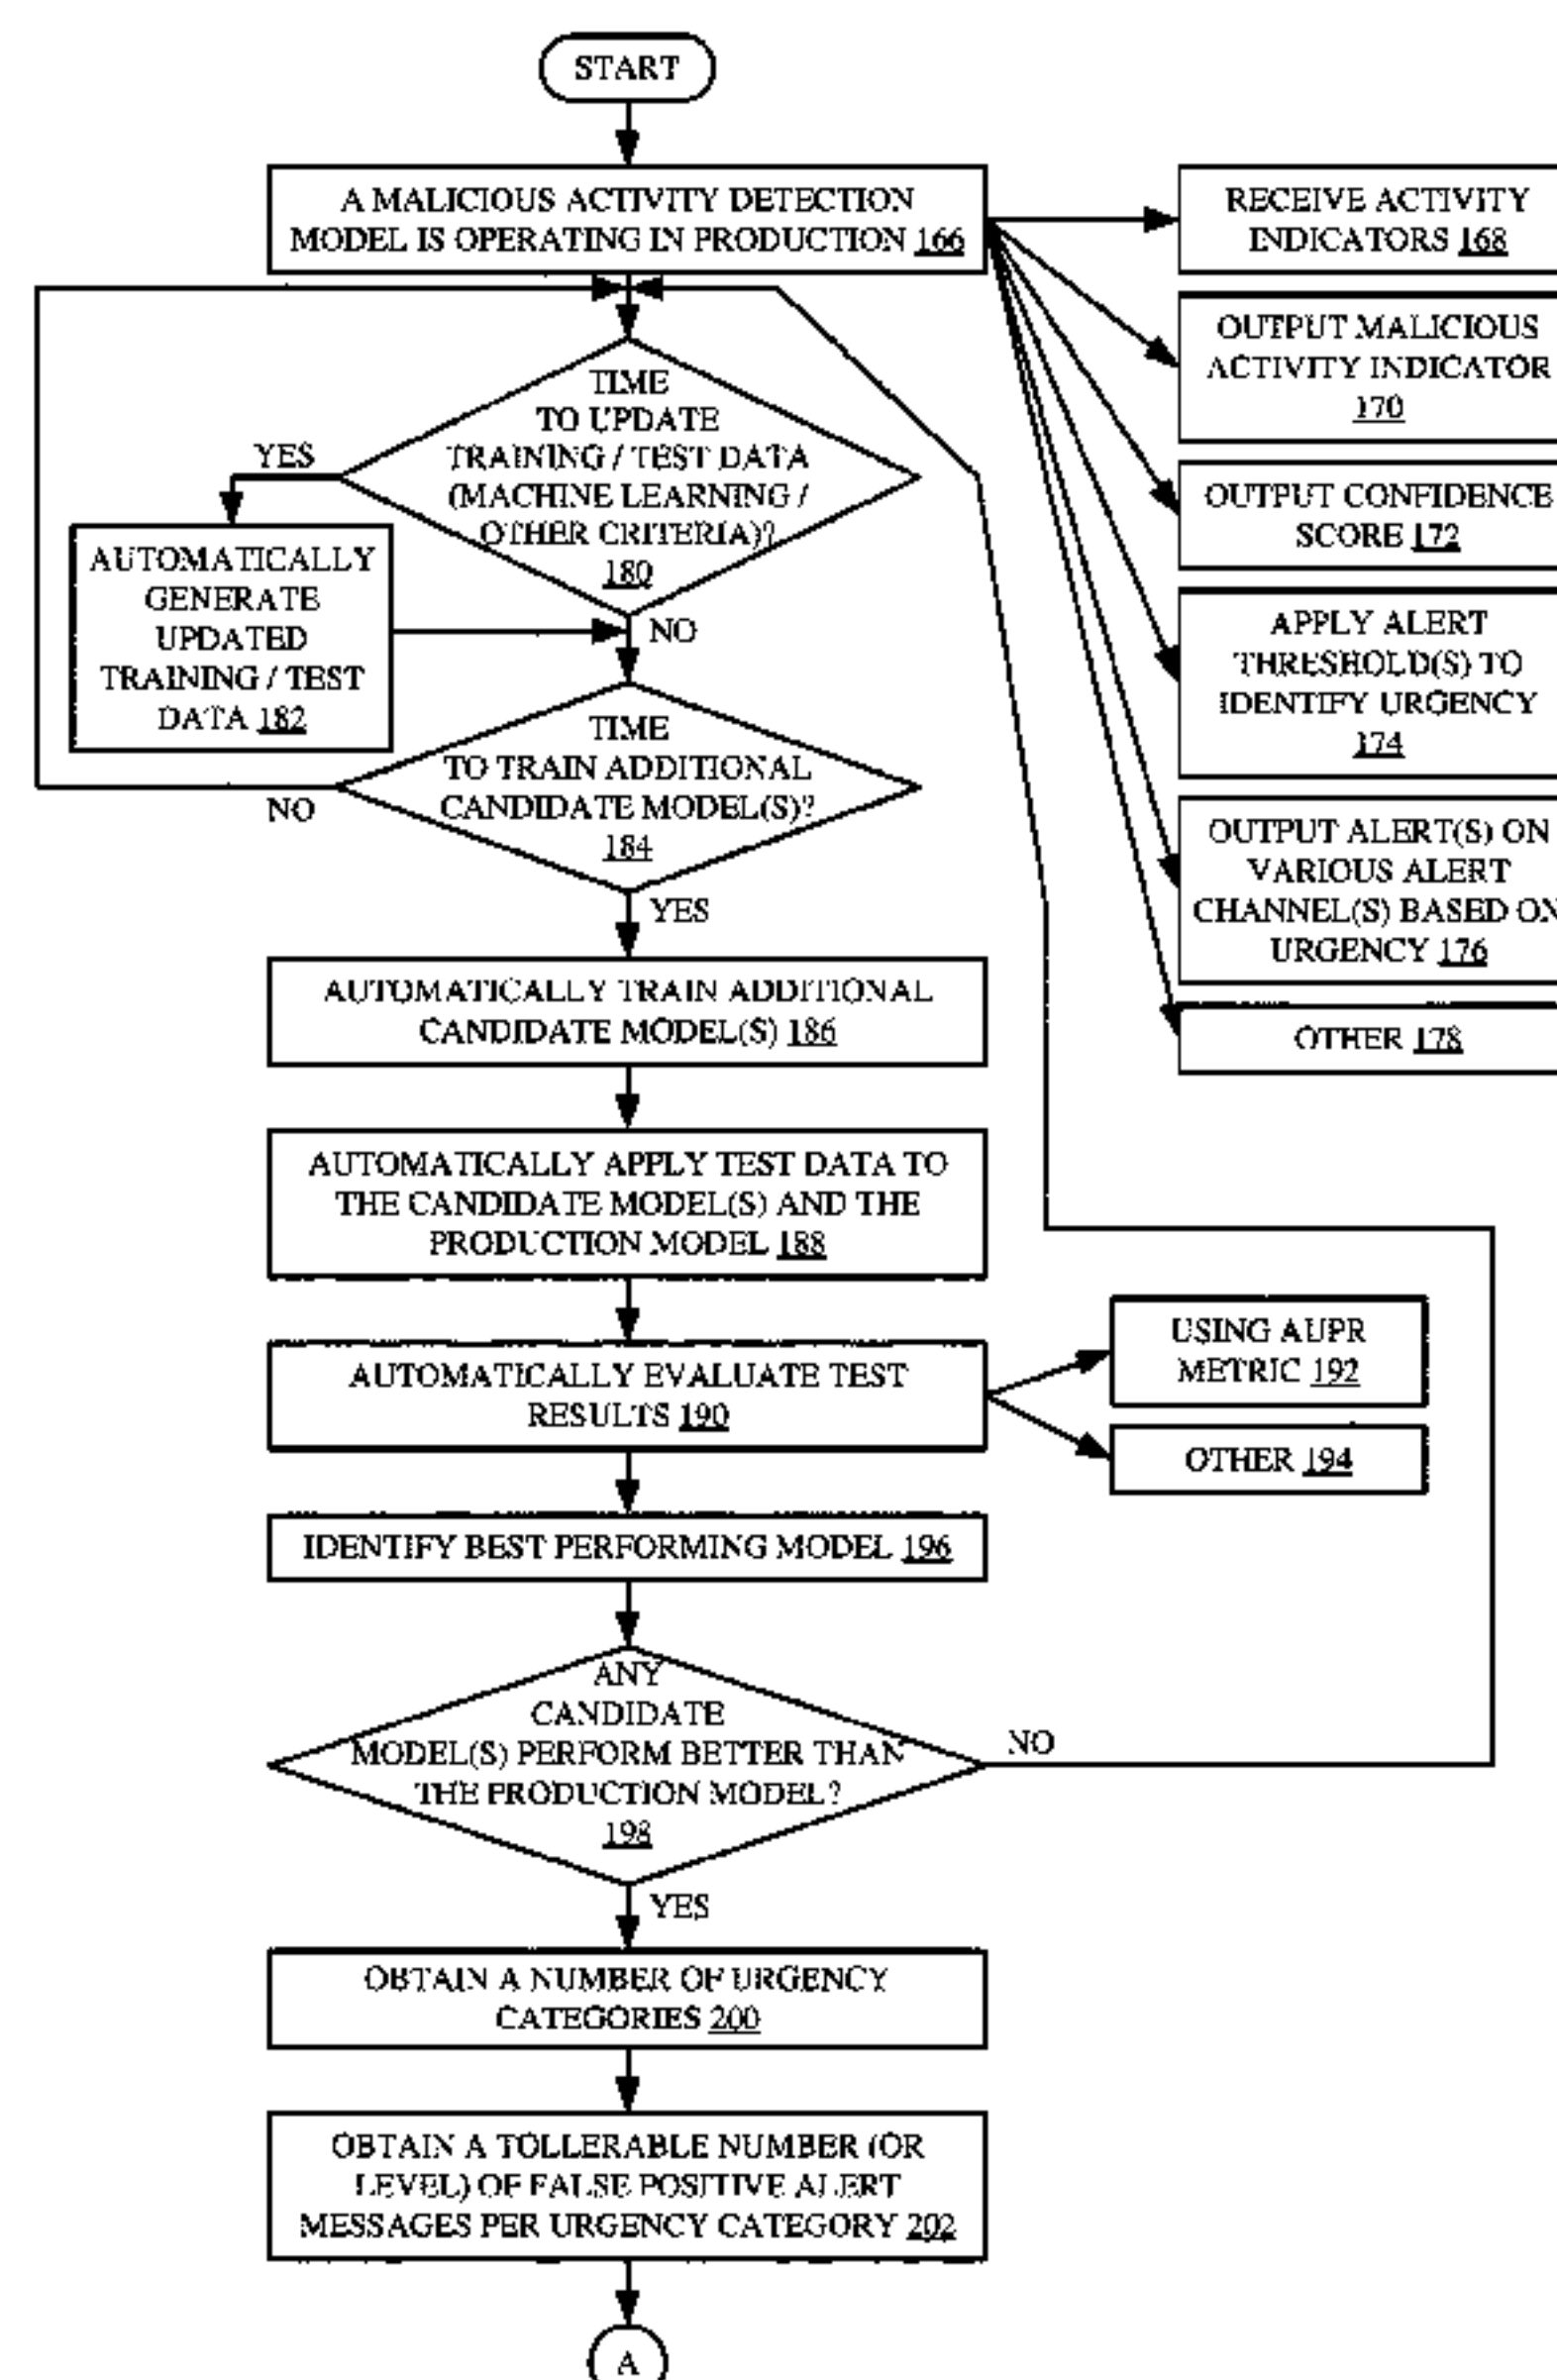 START
A MALICIOUS ACTIVITY DETECTION
MODEL IS OPERATING IN PRODUCTION 166
RECEIVE ACTIVITY
INDICATORS 168
OUTPUT MALICIOUS
ACTIVITY INDICATOR
170
OUTPUT CONFIDENCE
SCORE 172
APPLY ALERT
THRESHOLD(S) TO
IDENTIFY URGENCY
174
OUTPUT ALERT(S) ON
VARIOUS ALERT
CHANNEL(S) BASED ON
URGENCY 176
OTHER 178
TIME
TO UPDATE
TRAINING / TEST DATA
(MACHINE LEARNING /
OTHER CRITERIA)?
180
YES
NO
AUTOMATICALLY
GENERATE
UPDATED
TRAINING / TEST
DATA 182
TIME
TO TRAIN ADDITIONAL
CANDIDATE MODEL(S)?
184
NO
YES
AUTOMATICALLY TRAIN ADDITIONAL
CANDIDATE MODEL(S) 186
AUTOMATICALLY APPLY TEST DATA TO
THE CANDIDATE MODEL(S) AND THE
PRODUCTION MODEL 188
AUTOMATICALLY EVALUATE TEST
RESULTS 190
USING AUPR
METRIC 192
OTHER 194
IDENTIFY BEST PERFORMING MODEL 196
ANY
CANDIDATE
MODEL(S) PERFORM BETTER THAN
THE PRODUCTION MODEL?
198
NO
YES
OBTAIN A NUMBER OF URGENCY
CATEGORIES 200
OBTAIN A TOLLERABLE NUMBER (OR
LEVEL) OF FALSE POSITIVE ALERT
MESSAGES PER URGENCY CATEGORY 202
A